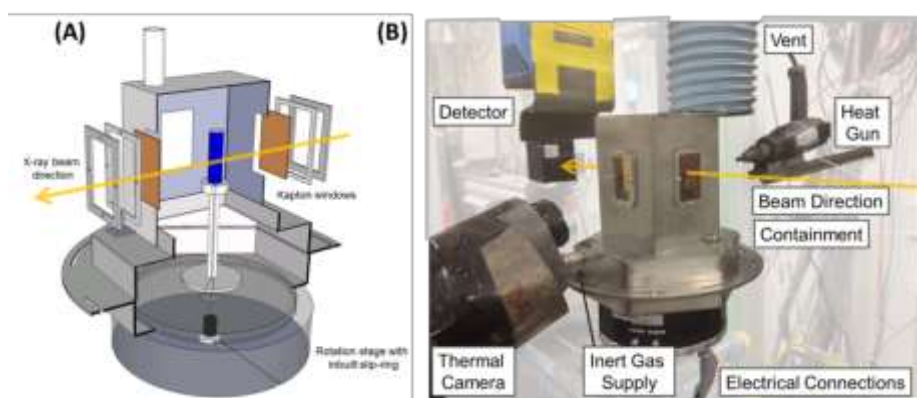 (A)
X-ray beam
direction
Kapton windows
Rotation stage with
inbuilt slip-ring
(B)
Vent
Detector
Heat
Gun
Beam Direction
Containment
Thermal
Camera
Inert Gas
Supply
Electrical Connections